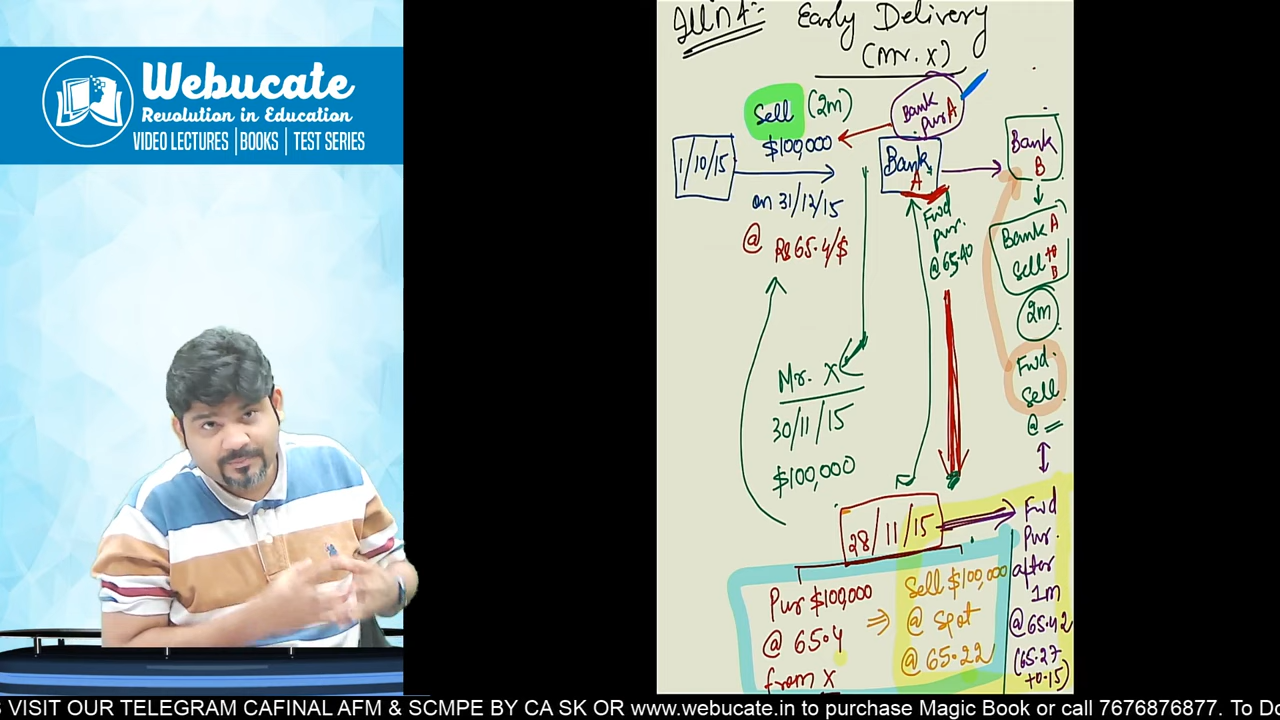 Webucate
Revolution in Education
VIDEO LECTURES | BOOKS | TEST SERIES
Illn 1:- Early Delivery
(Mr. X)
Sell (2m)
$100,000
1/10/15
on 31/12/15
@ Rs 65.4/$
Bank
pur A
Bank
A
Fwd
pur.
@ 65.40
Bank
B
Bank A
Sell to
B
2m
Fwd.
Sell
@ =
Mr. X
30/11/15
$100,000
28/11/15
Pur $100,000
@ 65.4
from X
⇒
Sell $100,000
@ spot
@ 65.22
Fwd
Pur.
after
1m
@ 65.42
(65.27
+0.15)
VISIT OUR TELEGRAM CAFINAL AFM & SCMPE BY CA SK OR www.webucate.in to purchase Magic Book or call 7676876877. To Do